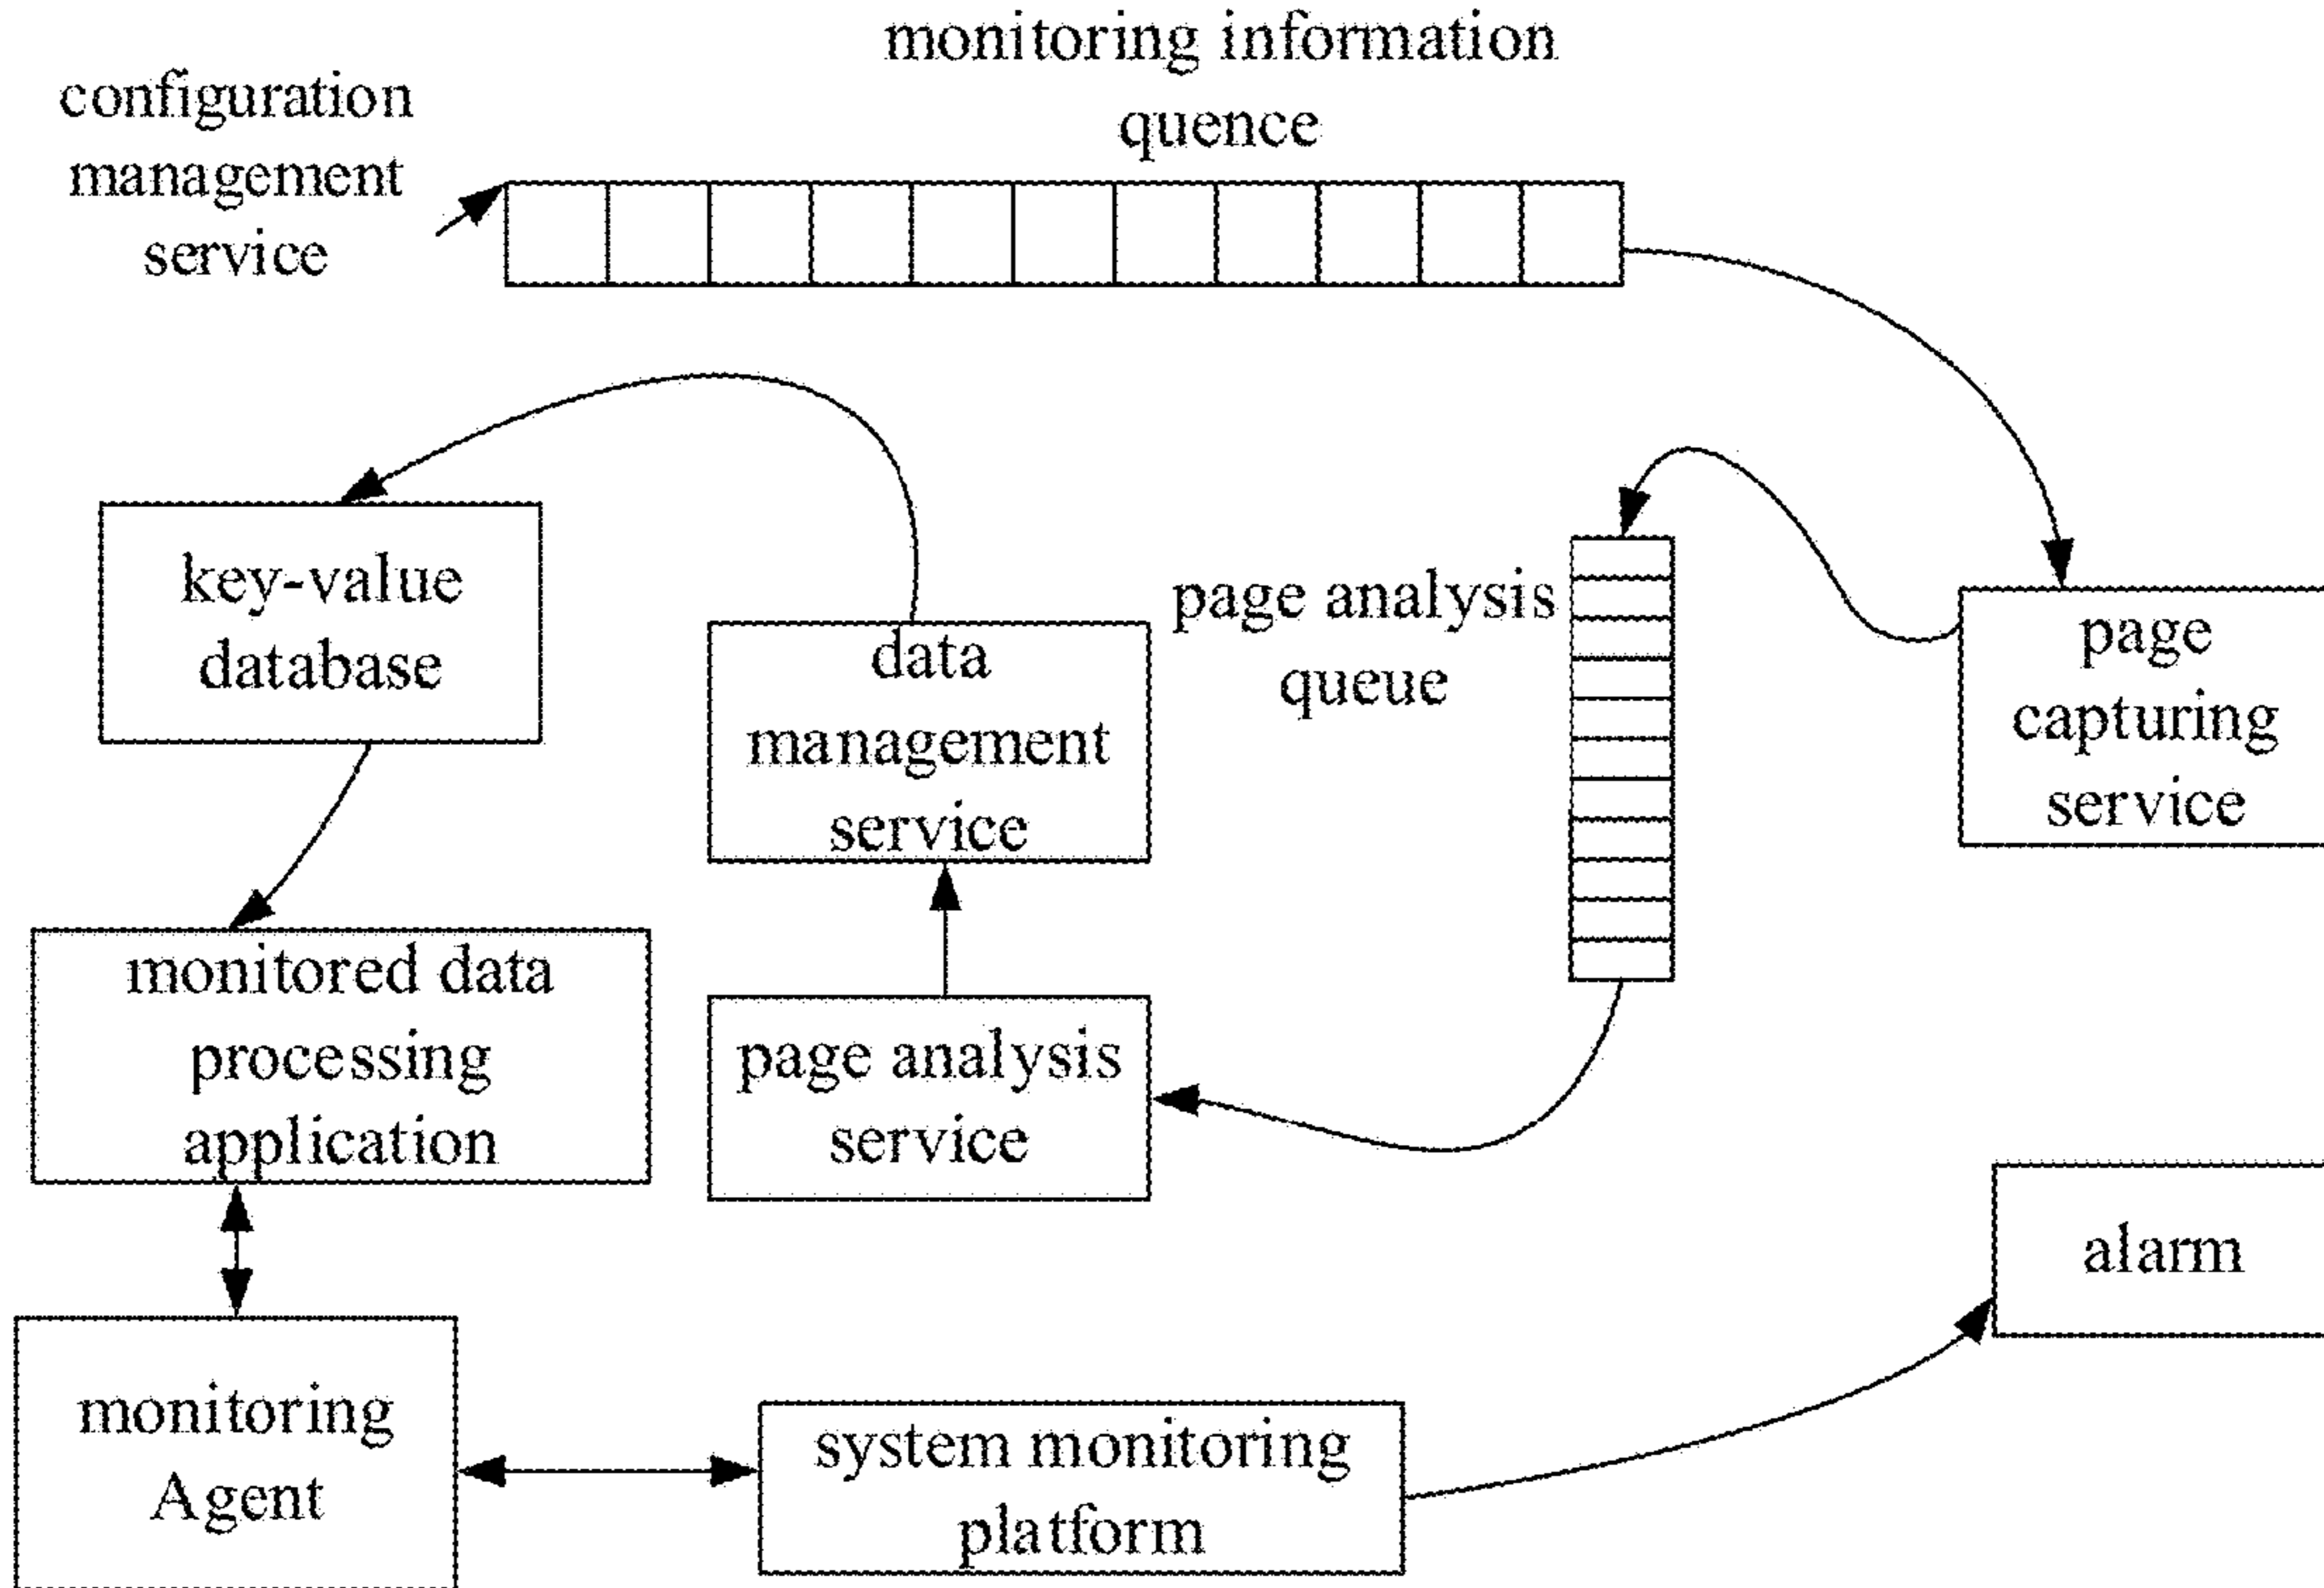 monitoring information
quence
configuration
management
service
key-value
database
data
management
service
page analysis
queue
page
capturing
service
monitored data
processing
application
page analysis
service
alarm
monitoring
Agent
system monitoring
platform